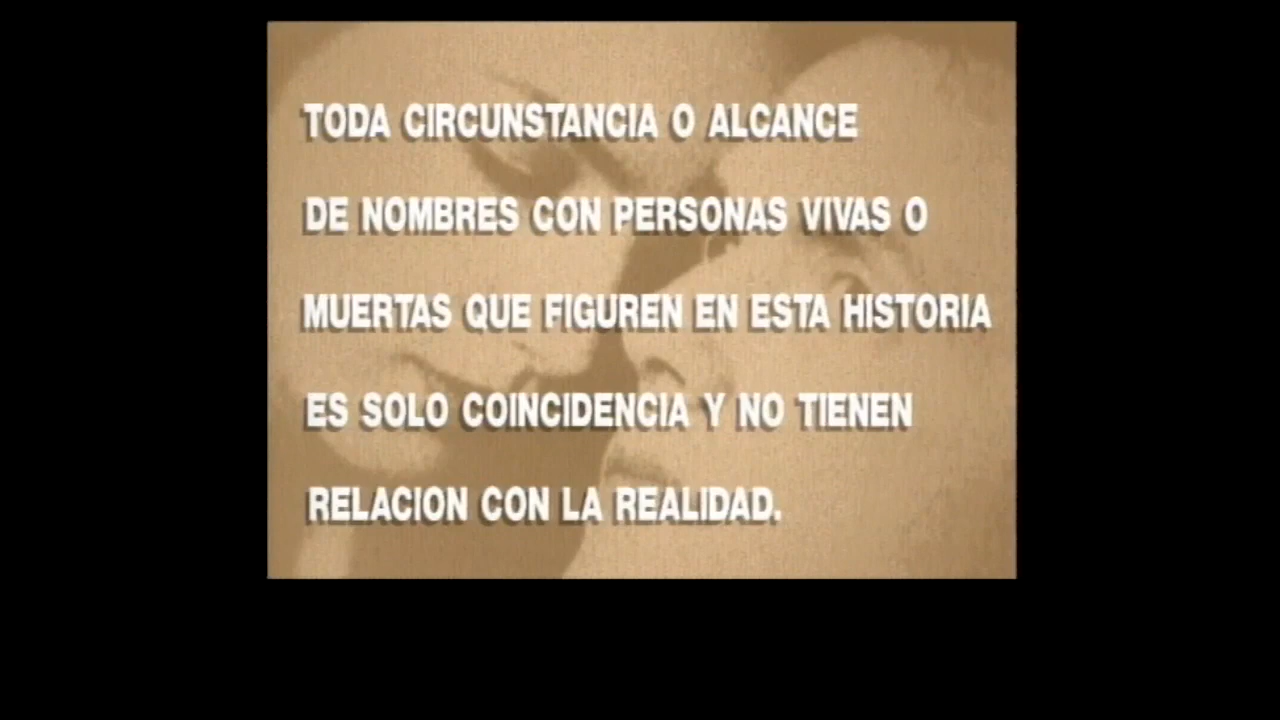 TODA CIRCUNSTANCIA O ALCANCE
DE NOMBRES CON PERSONAS VIVAS O
MUERTAS QUE FIGUREN EN ESTA HISTORIA
ES SOLO COINCIDENCIA Y NO TIENEN
RELACION CON LA REALIDAD.